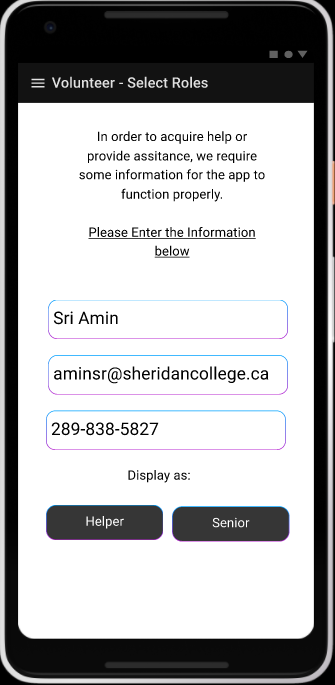 Volunteer - Select Roles
In order to acquire help or
provide assitance, we require
some information for the app to
function properly.
Please Enter the Information
below
Sri Amin
aminsr@sheridancollege.ca
289-838-5827
Display as:
Helper
Senior